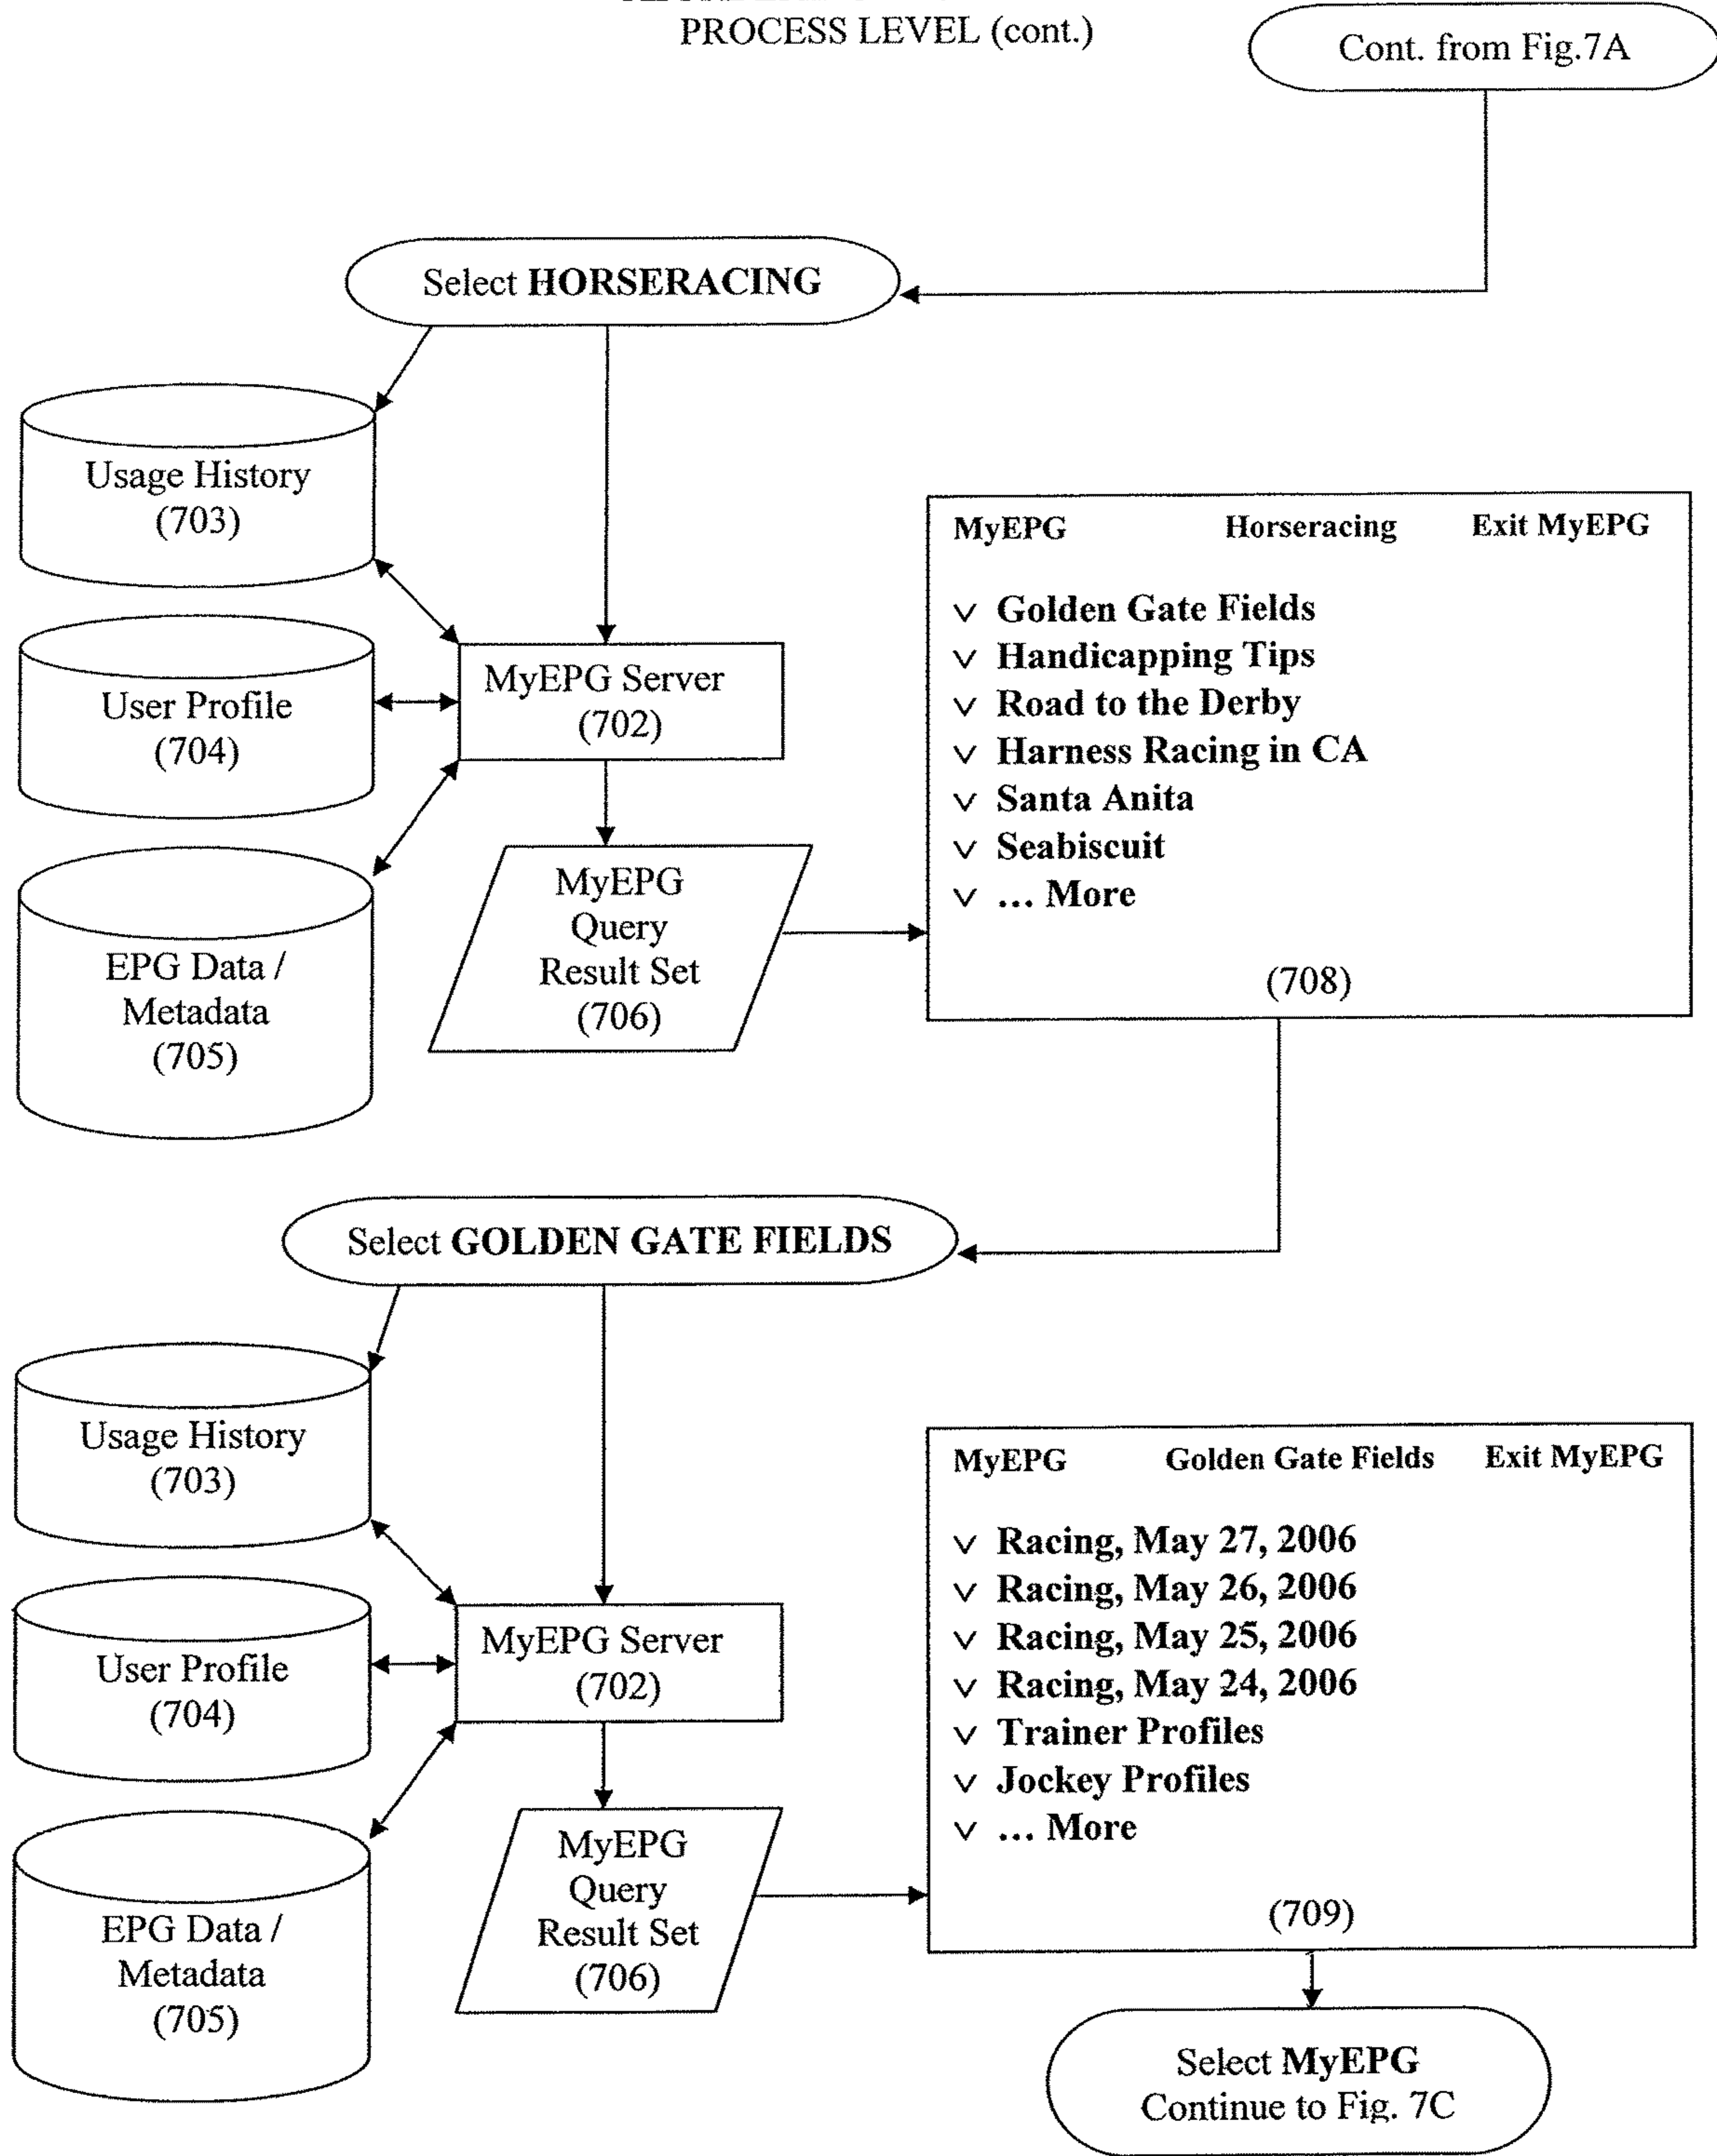 PROCESS LEVEL (cont.)
Cont. from Fig.7A
Select HORSERACING
Usage History
(703)
User Profile
(704)
EPG Data /
Metadata
(705)
MyEPG Server
(702)
MyEPG
Query
Result Set
(706)
MyEPG Horseracing Exit MyEPG
v Golden Gate Fields
v Handicapping Tips
v Road to the Derby
v Harness Racing in CA
v Santa Anita
v Seabiscuit
v ... More
(708)
Select GOLDEN GATE FIELDS
Usage History
(703)
User Profile
(704)
EPG Data /
Metadata
(705)
MyEPG Server
(702)
MyEPG
Query
Result Set
(706)
MyEPG Golden Gate Fields Exit MyEPG
v Racing, May 27, 2006
v Racing, May 26, 2006
v Racing, May 25, 2006
v Racing, May 24, 2006
v Trainer Profiles
v Jockey Profiles
v ... More
(709)
Select MyEPG
Continue to Fig. 7C